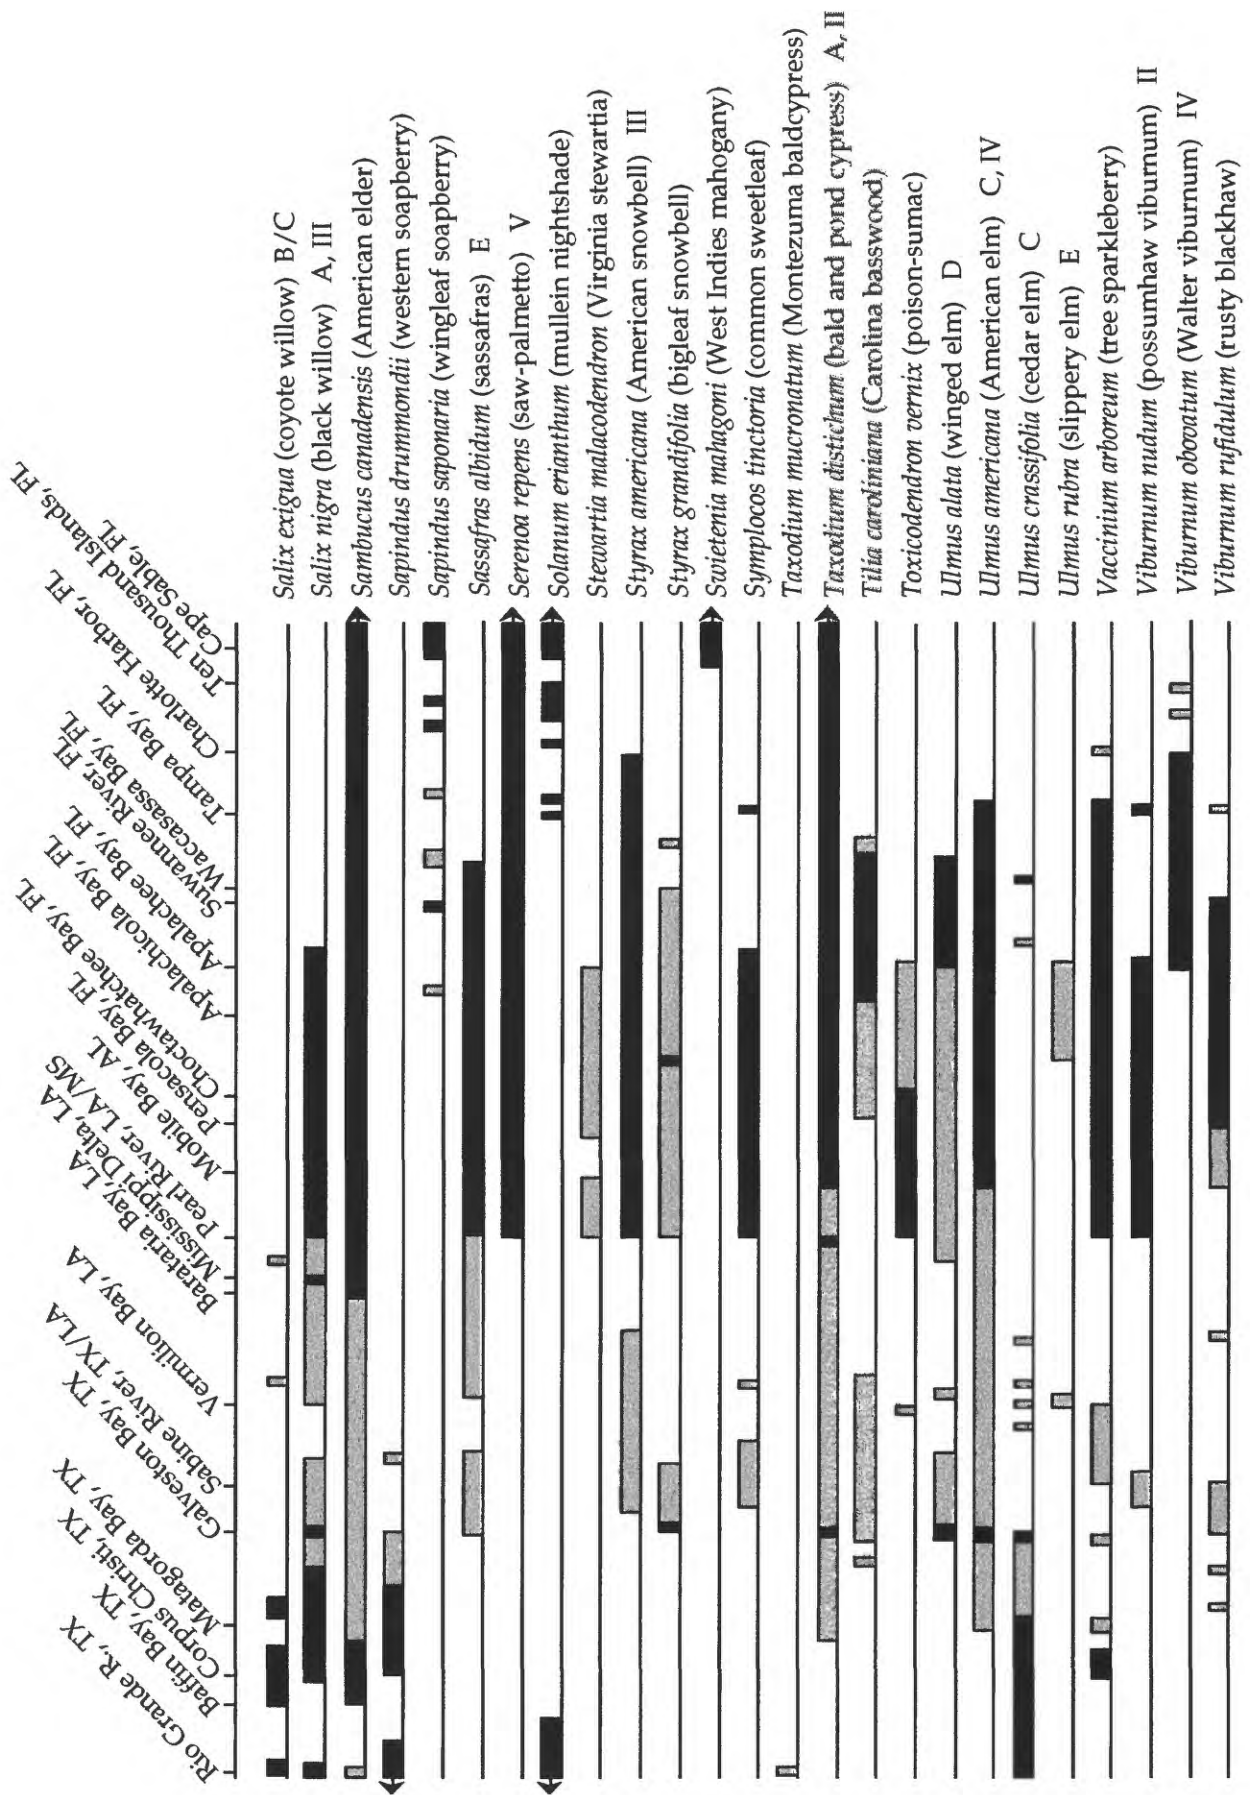 Rio Grande R., TX
Baffin Bay, TX
Corpus Christi, TX
Matagorda Bay, TX
Galveston Bay, TX
Sabine River, TX/LA
Vermilion Bay, LA
Barataria Bay, LA
Mississippi Delta, LA
Pearl River, LA/MS
Mobile Bay, AL
Pensacola Bay, FL
Choctawhatchee Bay, FL
Apalachicola Bay, FL
Apalachee Bay, FL
Suwannee River, FL
Waccasassa Bay, FL
Tampa Bay, FL
Charlotte Harbor, FL
Ten Thousand Islands, FL
Cape Sable, FL
Salix exigua (coyote willow) B/C
Salix nigra (black willow) A, III
Sambucus canadensis (American elder)
Sapindus drummondii (western soapberry)
Sapindus saponaria (wingleaf soapberry)
Sassafras albidum (sassafras) E
Serenoa repens (saw-palmetto) V
Solanum erianthum (mullein nightshade)
Stewartia malacodendron (Virginia stewartia)
Styrax americana (American snowbell) III
Styrax grandifolia (bigleaf snowbell)
Swietenia mahagoni (West Indies mahogany)
Symplocos tinctoria (common sweetleaf)
Taxodium mucronatum (Montezuma baldcypress)
Taxodium distichum (bald and pond cypress) A, II
Tilia caroliniana (Carolina basswood)
Toxicodendron vernix (poison-sumac)
Ulmus alata (winged elm) D
Ulmus americana (American elm) C, IV
Ulmus crassifolia (cedar elm) C
Ulmus rubra (slippery elm) E
Vaccinium arboreum (tree sparkleberry)
Viburnum nudum (possumhaw viburnum) II
Viburnum obovatum (Walter viburnum) IV
Viburnum rufidulum (rusty blackhaw)